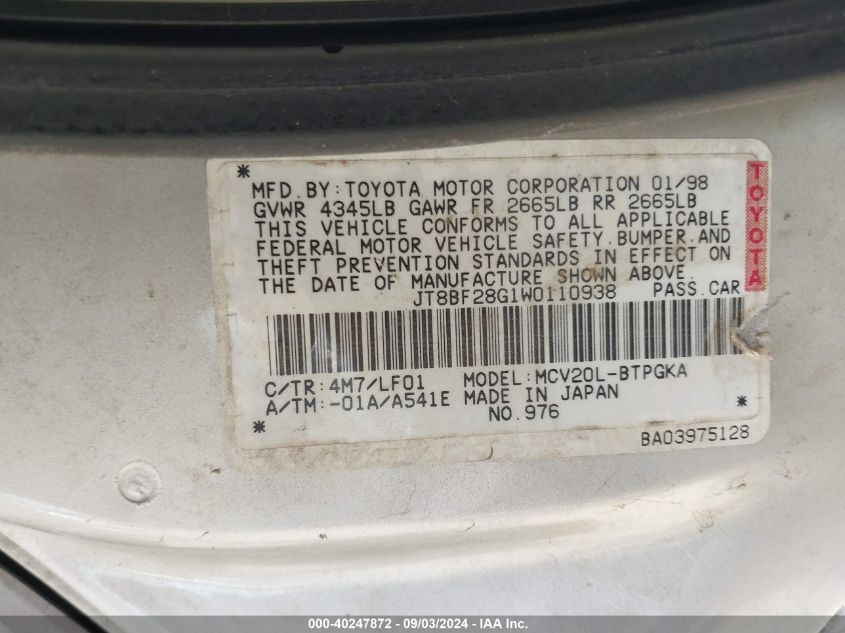 *
MFD.BY:TOYOTA MOTOR CORPORATION 01/98
GVWR 4345LB GAWR FR 2665LB RR 2665LB
THIS VEHICLE CONFORMS TO ALL APPLICABLE
FEDERAL MOTOR VEHICLE SAFETY,BUMPER,AND
THEFT PREVENTION STANDARDS IN EFFECT ON
THE DATE OF MANUFACTURE SHOWN ABOVE.
JT8BF28G1W0110938 PASS.CAR
TOYOTA
C/TR:4M7/LF01 MODEL:MCV20L-BTPGKA
A/TM:-01A/A541E MADE IN JAPAN
* NO.976 *
BA03975128
000-40247872 - 09/03/2024 - IAA Inc.